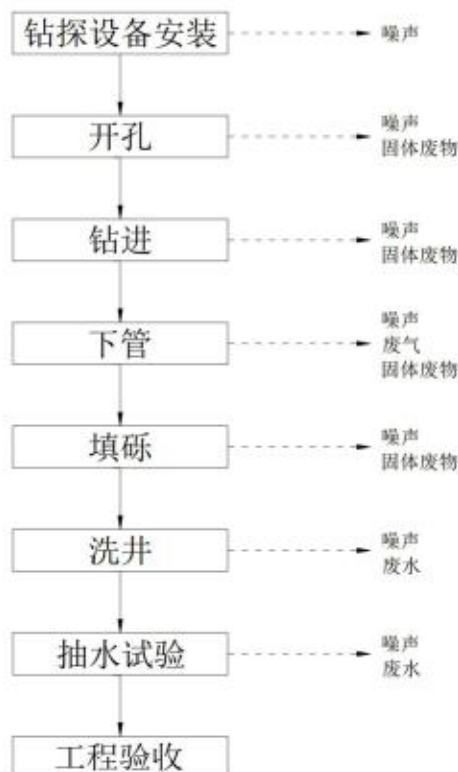 钻探设备安装
噪声
开孔
噪声
固体废物
钻进
噪声
固体废物
下管
噪声
废气
固体废物
填砾
噪声
固体废物
洗井
噪声
废水
抽水试验
噪声
废水
工程验收